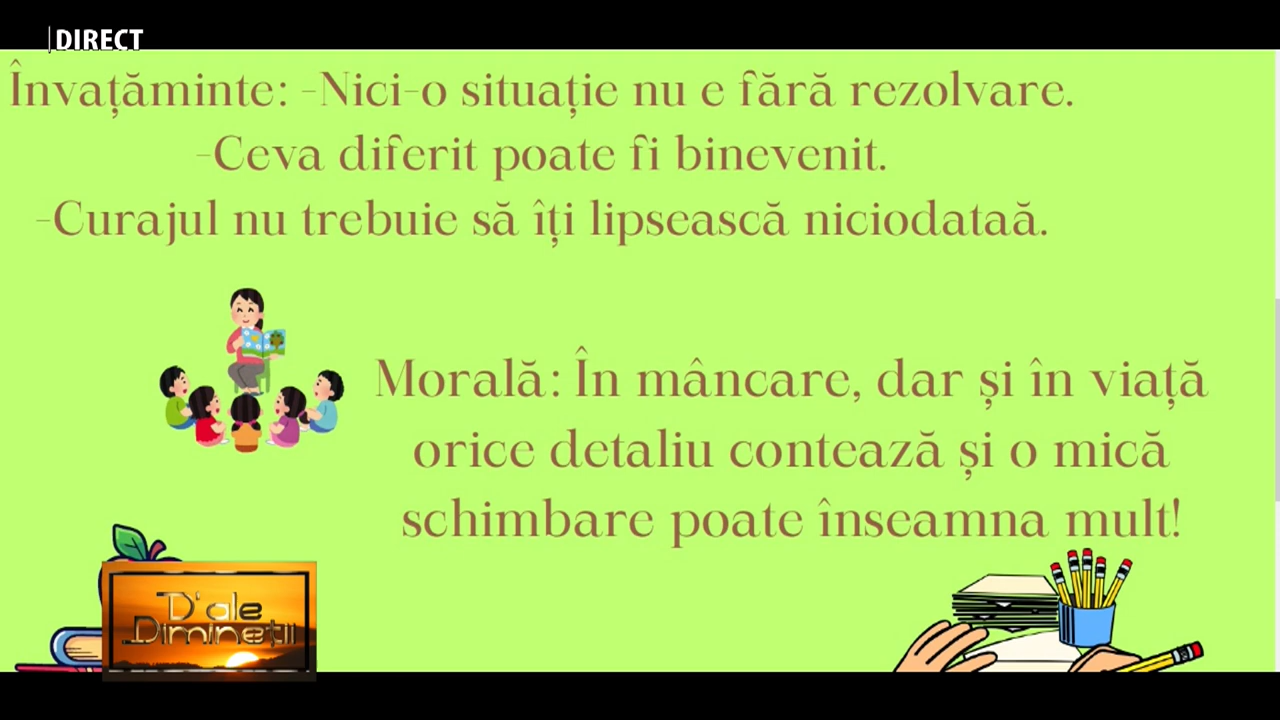 DIRECT
Învațăminte: -Nici-o situație nu e fără rezolvare.
-Ceva diferit poate fi binevenit.
-Curajul nu trebuie să îți lipsească niciodataă.
Morală: În mâncare, dar și în viață
orice detaliu contează și o mică
schimbare poate înseamna mult!
D'ale
Dimineții